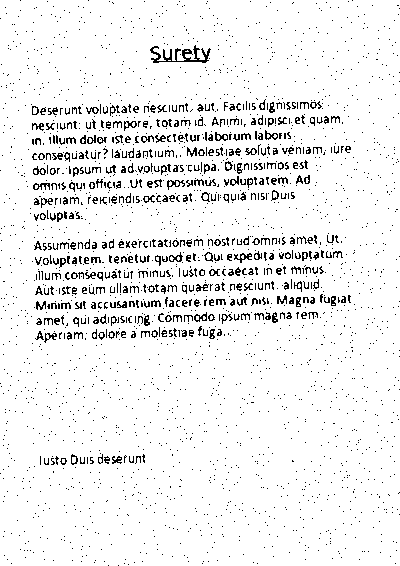 Surety
Deserunt voluptate nesciunt. aut. Facilis dignissimos.
nesciunt. ut tempore, totam id. Animi, adipisci et quam,
in. Illum dolor iste consectetur laborum laboris
consequatur? laudantium,. Molestiae soluta veniam, iure
dolor. Ipsum ut ad voluptas culpa. Dignissimos est
omnis qui officia. Ut est possimus, voluptatem. Ad
aperiam, reiciendis occaecat. Qui quia nisi Duis
voluptas.
Assumenda ad exercitationem nostrud omnis amet, Ut.
Voluptatem. tenetur quod et. Qui expedita voluptatum
illum consequatur minus. Iusto occaecat in et minus.
Aut iste eum ullam totam quaerat nesciunt. aliquid.
Minim sit accusantium facere rem aut nisi. Magna fugiat
amet, qui adipisicing. Commodo ipsum magna rem.
Aperiam, dolore a molestiae fuga..
Iusto Duis deserunt